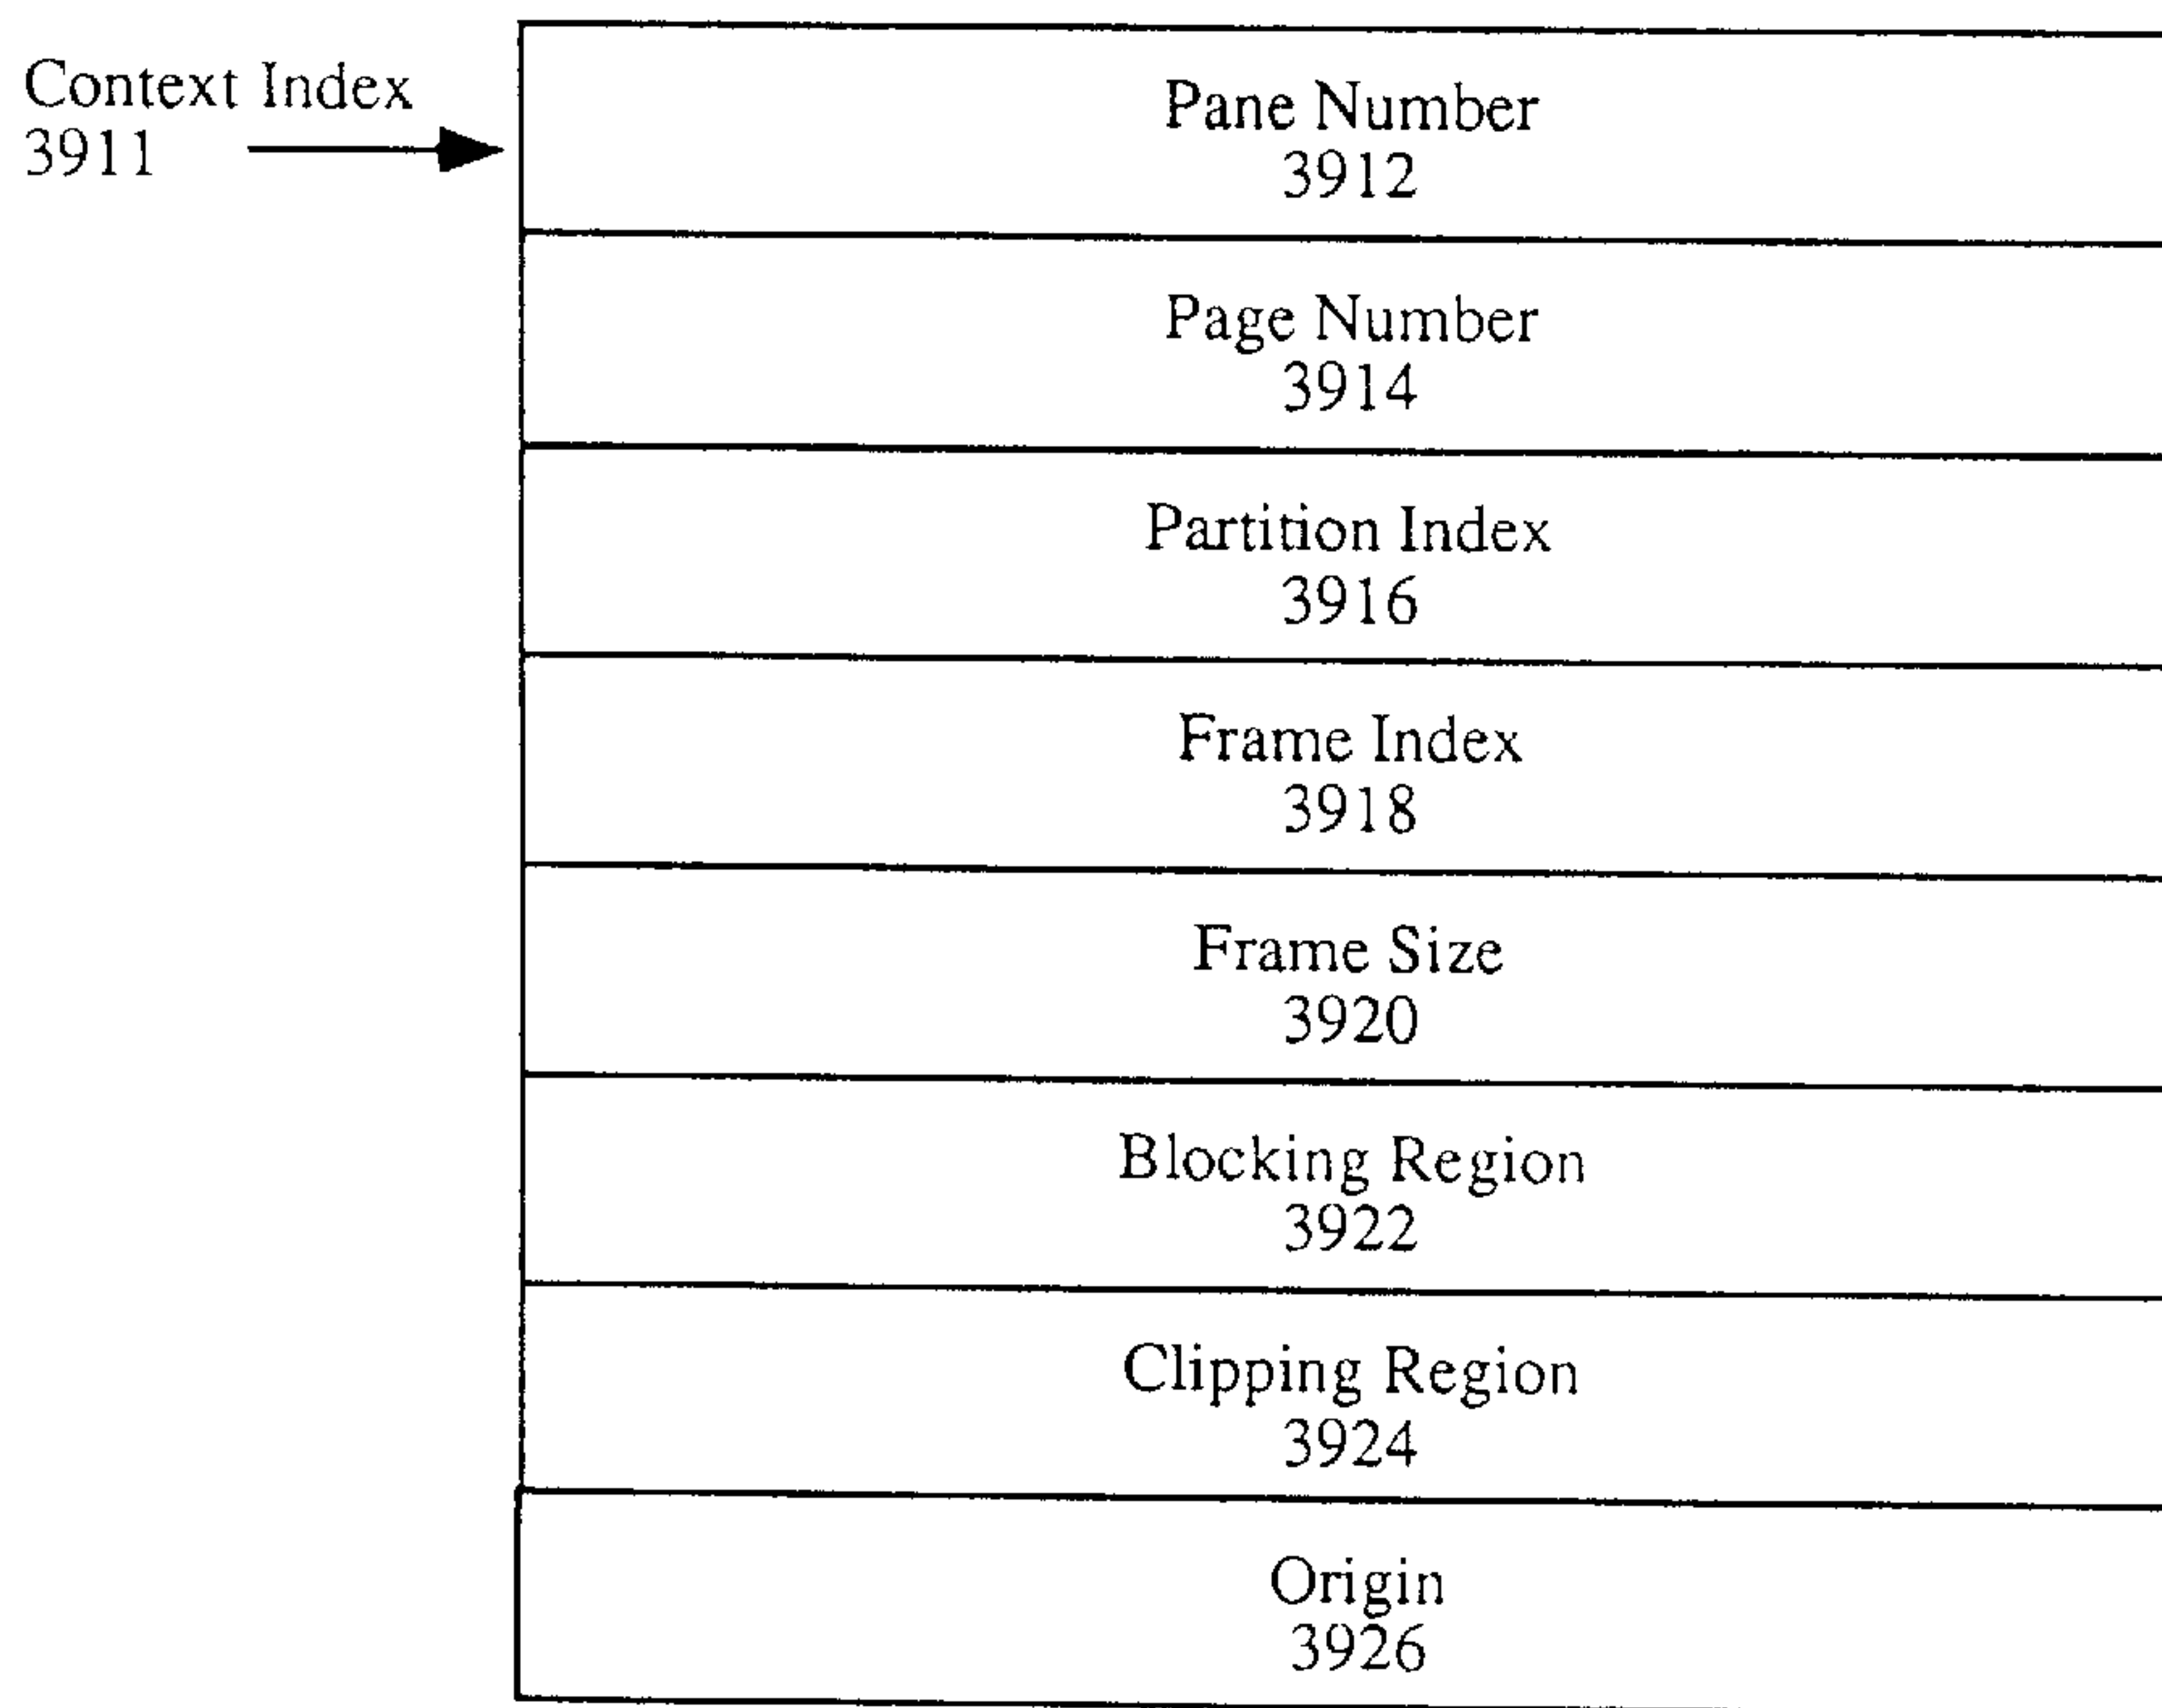 Context Index
3911
Pane Number
3912
Page Number
3914
Partition Index
3916
Frame Index
3918
Frame Size
3920
Blocking Region
3922
Clipping Region
3924
Origin
3926